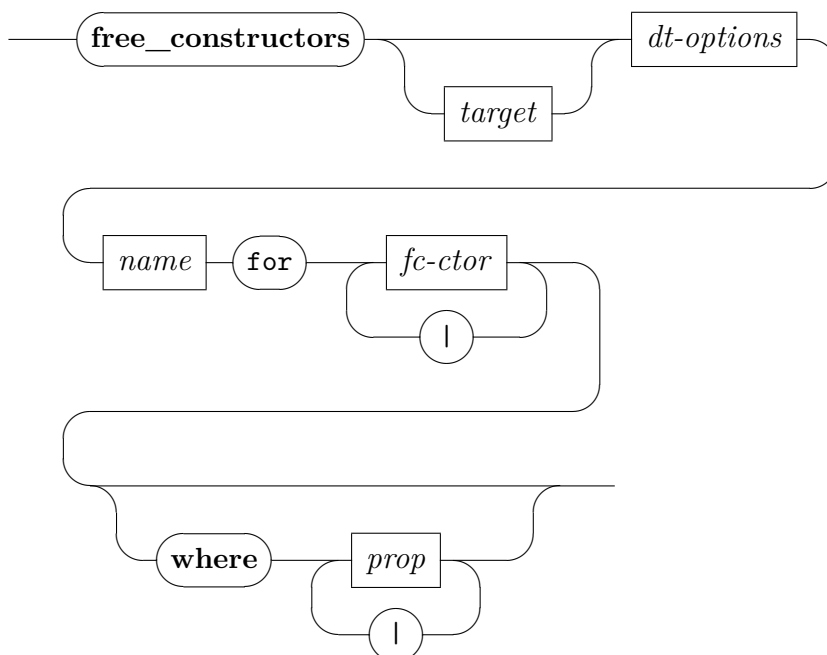 free_constructors dt-options
target
name for fc-ctor
|
where prop
|